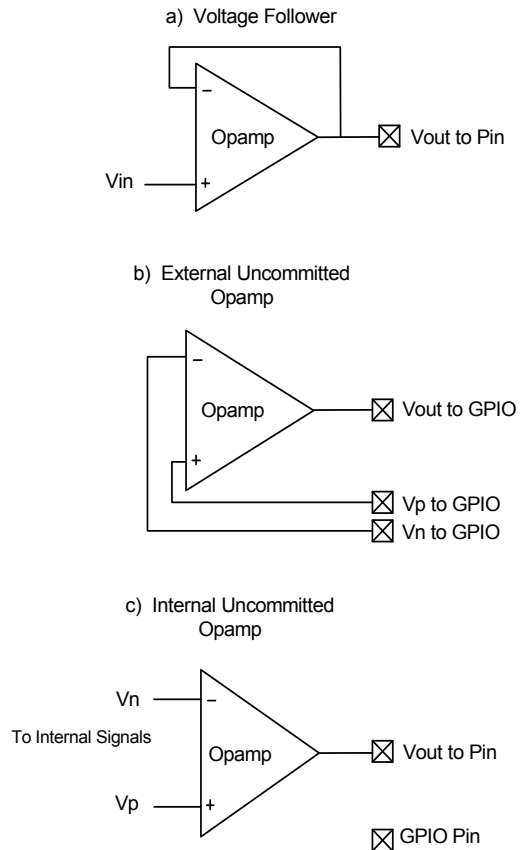 a) Voltage Follower
−
Opamp
Vout to Pin
Vin
+
b) External Uncommitted
Opamp
−
Opamp
Vout to GPIO
+
Vp to GPIO
Vn to GPIO
c) Internal Uncommitted
Opamp
Vn
−
To Internal Signals
Opamp
Vout to Pin
Vp
+
GPIO Pin